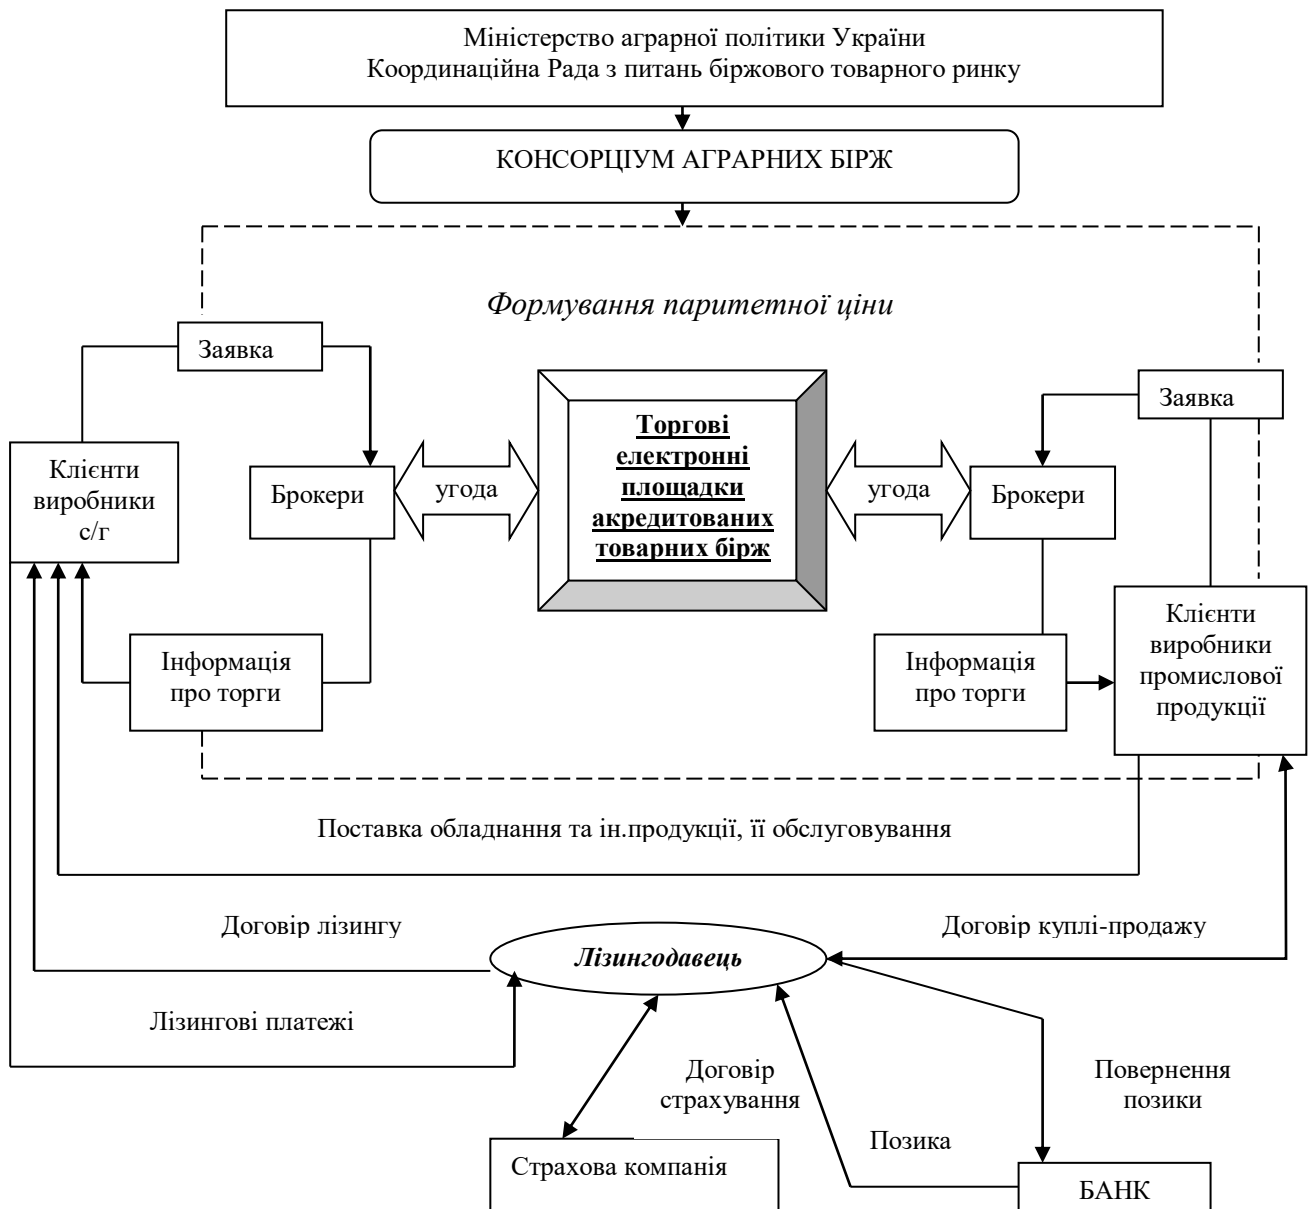 Міністерство аграрної політики України
Координаційна Рада з питань біржового товарного ринку
КОНСОРЦІУМ АГРАРНИХ БІРЖ
Формування паритетної ціни
Заявка
Заявка
Клієнти
виробники
с/г
Брокери
угода
Торгові
електронні
площадки
акредитованих
товарних бірж
угода
Брокери
Інформація
про торги
Інформація
про торги
Клієнти
виробники
промислової
продукції
Поставка обладнання та ін.продукції, її обслуговування
Договір лізингу
Договір куплі-продажу
Лізингодавець
Лізингові платежі
Договір
страхування
Повернення
позики
Позика
Страхова компанія
БАНК